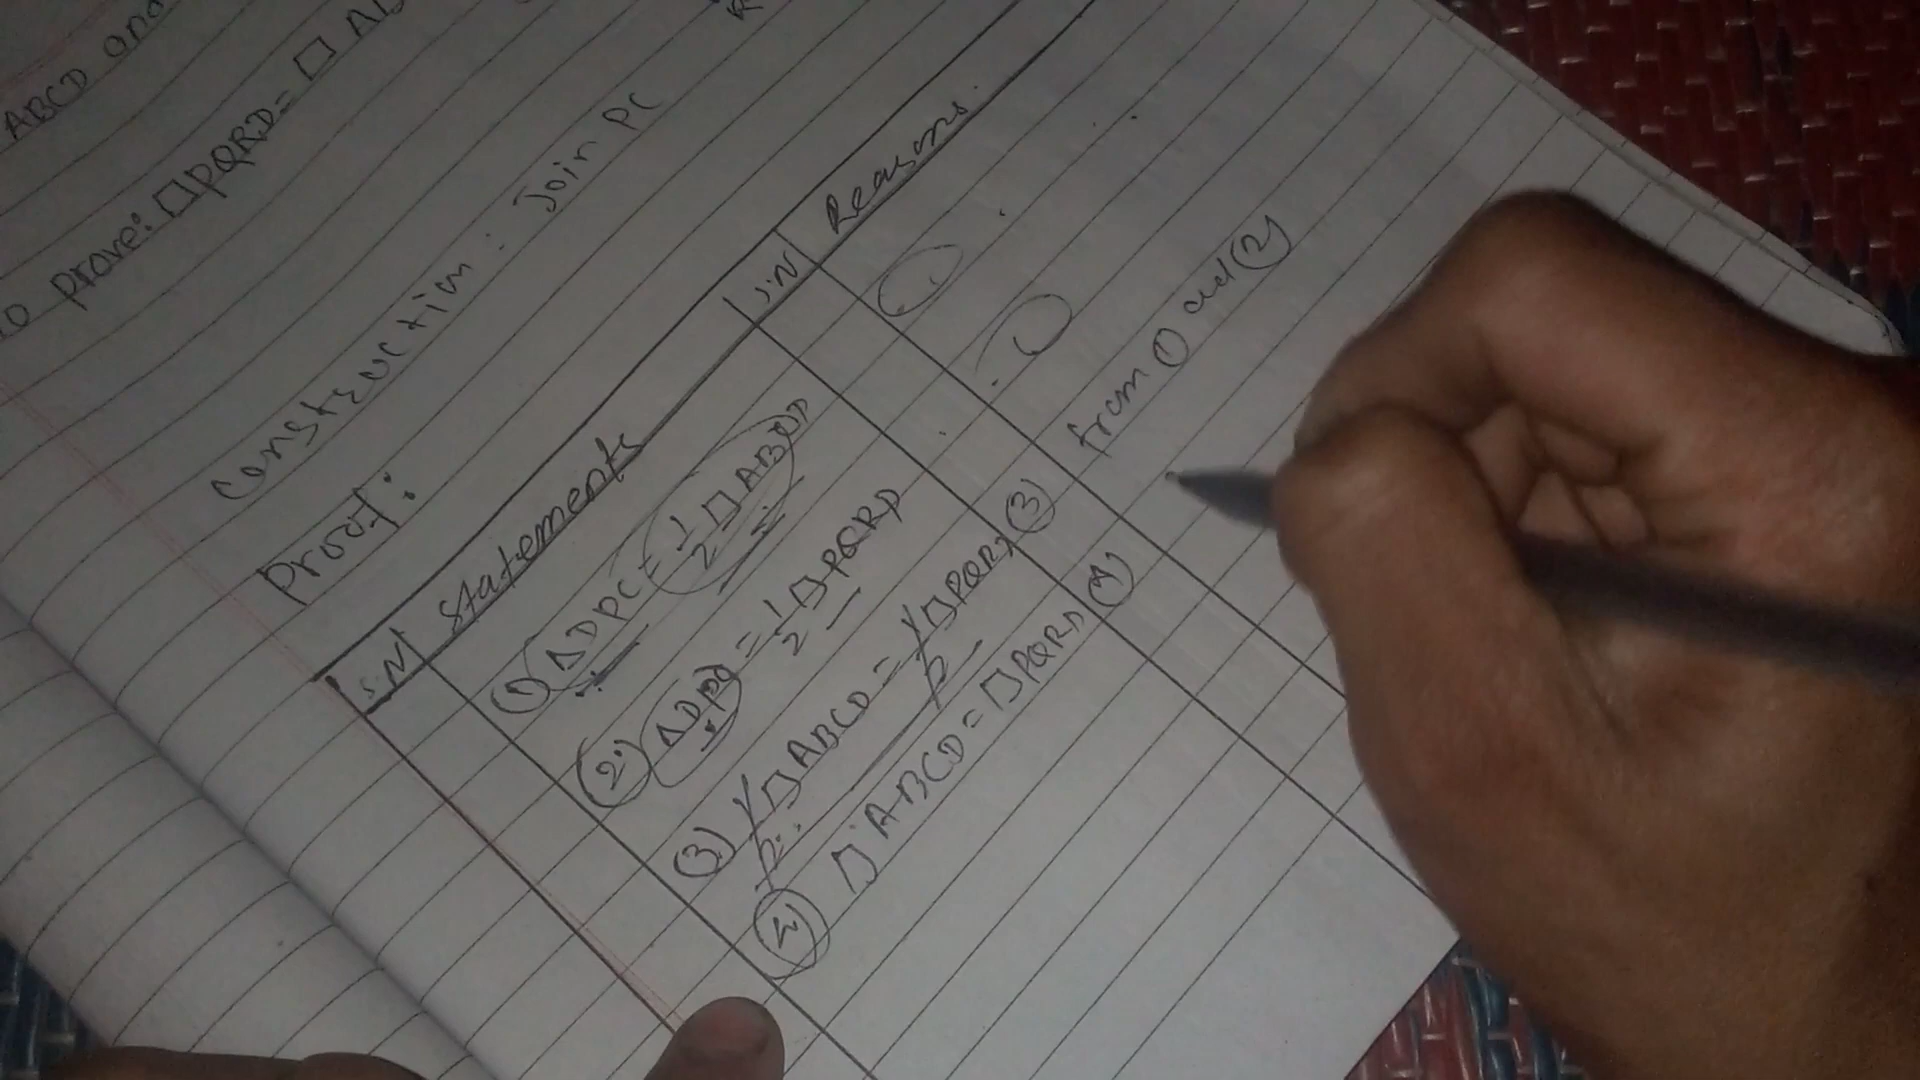 ABCD and
To prove: □PQRD= □ AB
Construction: Join PC
Proof:
S.N Statements S.N Reasons.
(1) ΔDPC= 1/2 □ ABCD
(2) ΔDPC = 1/2 □ PQRD
(3) 1/2 □ABCD = 1/2 □PQRD (3) from (1) and (2)
(4) □ ABCD = □PQRD (4)